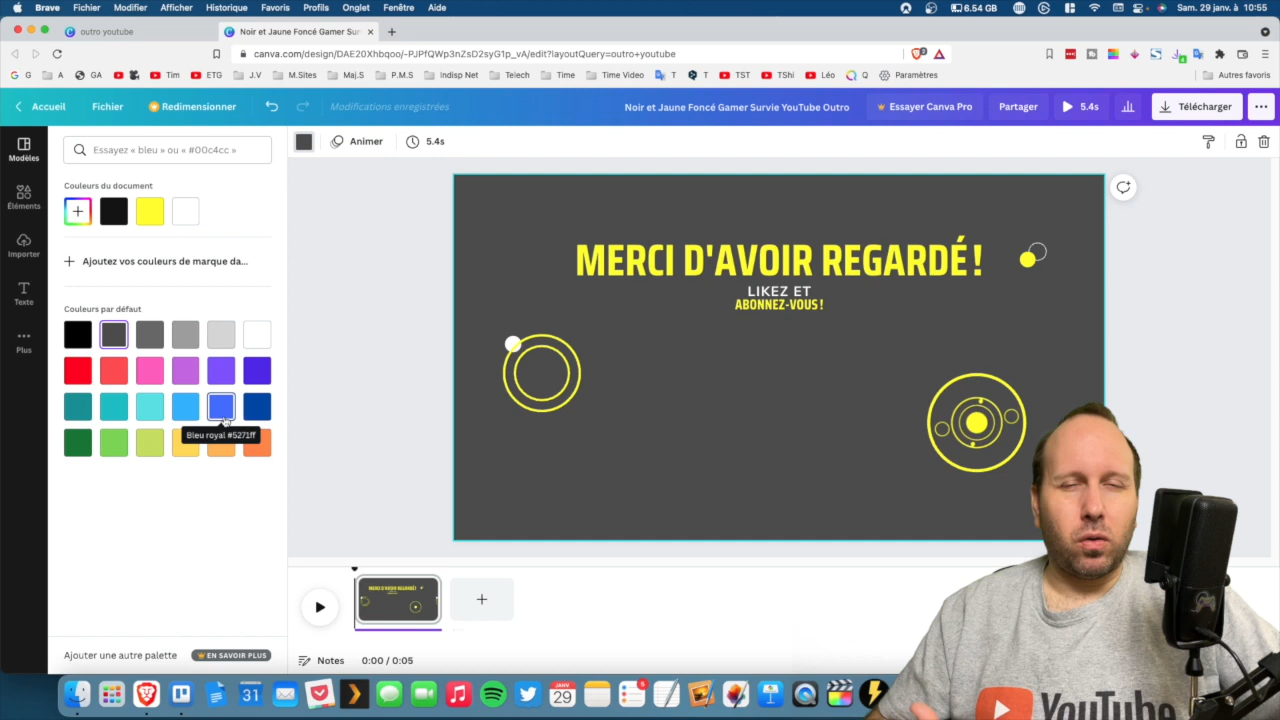 Brave Fichier Modifier Afficher Historique Favoris Profils Onglet Fenêtre Aide 6.54 GB Sam. 29 janv. à 10:55
outro youtube Noir et Jaune Foncé Gamer Sur
canva.com/design/DAE20Xhbqoo/-PJPfQWp3nZsD2syG1p_vA/edit?layoutQuery=outro+youtube
G A GA Tim ETG J.V M.Sites Maj.S P.M.S Indisp Net Teiech Time Time Video T T TST TShi Léo Q Paramètres Autres favoris
Accueil Fichier Redimensionner Modifications enregistrées Noir et Jaune Foncé Gamer Survie YouTube Outro Essayer Canva Pro Partager 5.4s Télécharger
Modèles
Éléments
Importer
Texte
Plus
Essayez « bleu » ou « #00c4cc »
Animer 5.4s
Couleurs du document
Ajoutez vos couleurs de marque da...
Couleurs par défaut
Bleu royal #5271ff
MERCI D'AVOIR REGARDÉ !
LIKEZ ET
ABONNEZ-VOUS !
Ajouter une autre palette EN SAVOIR PLUS
Notes 0:00 / 0:05
JANV
29
31
5
YouTube